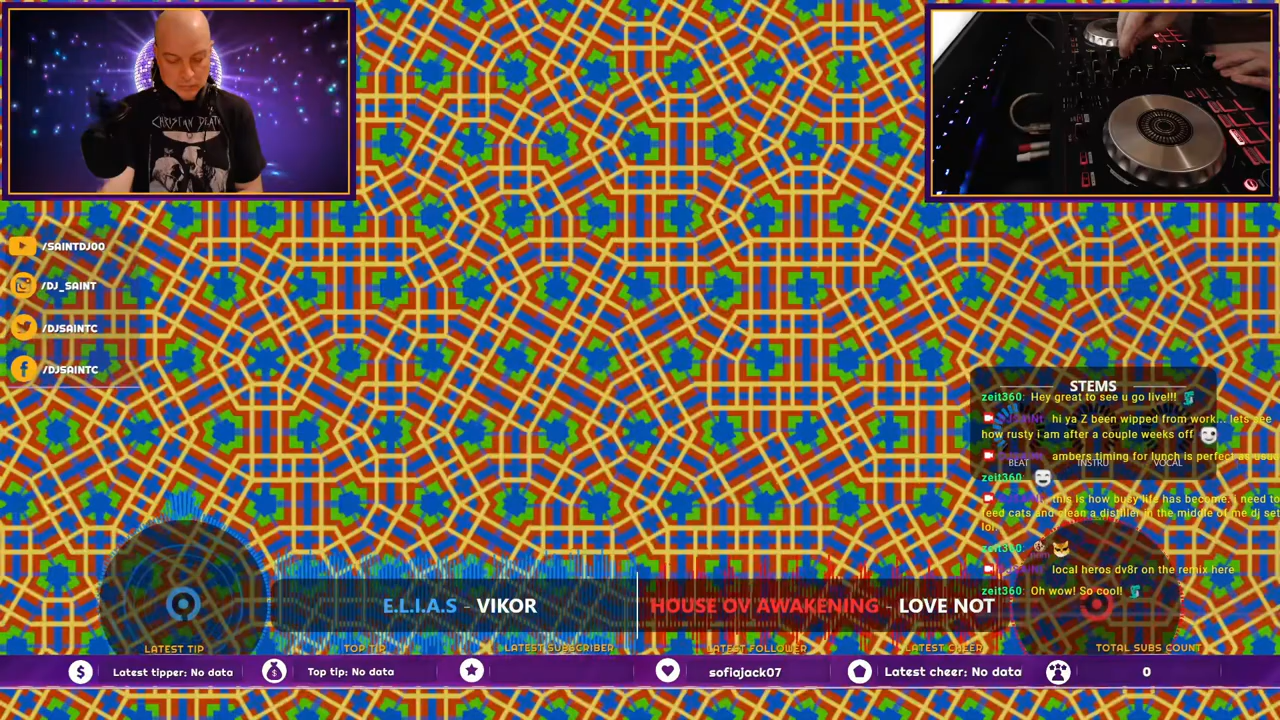 CHRISTIAN DEATH
/SAINTDJOO
/DJ_SAINT
/DJSAINTC
/DJSAINTC
STEMS
zeit360: Hey great to see u go live!!!
hi ya Z been wipped from work... lets see
how rusty i am after a couple weeks off
ambers timing for lunch is perfect as usua
BEAT INSTRU VOCAL
zeit360:
this is how busy life has become. i need to
feed cats and clean a distiller in the middle of me dj set
lol.
zeit360:
local heros dv8r on the remix here
zeit360: Oh wow! So cool!
E.L.I.A.S - VIKOR
HOUSE OV AWAKENING - LOVE NOT
LATEST TIP TOP TIP LATEST SUBSCRIBER LATEST FOLLOWER LATEST CHEER TOTAL SUBS COUNT
Latest tipper: No data Top tip: No data sofiajack07 Latest cheer: No data 0